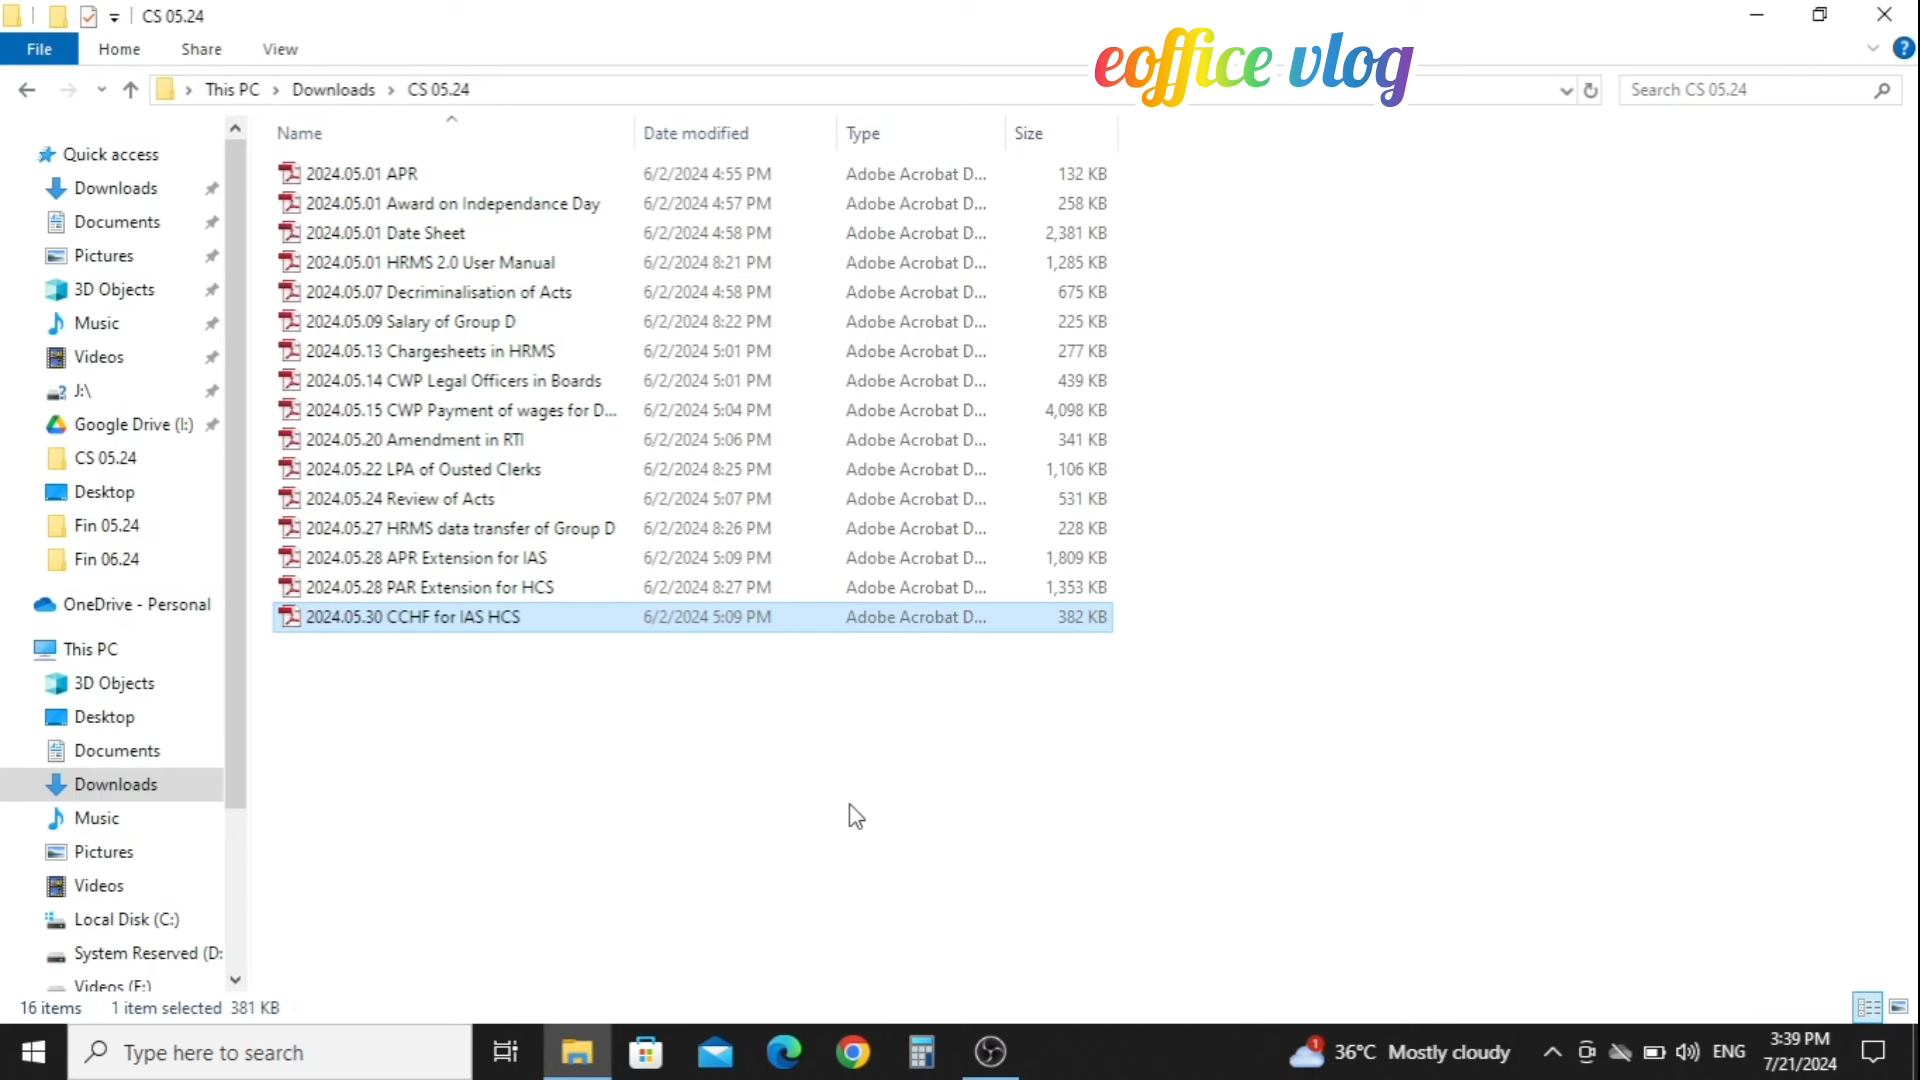 CS 05.24
File Home Share View
eoffice vlog
This PC Downloads CS 05.24 Search CS 05.24
Name Date modified Type Size
2024.05.01 APR 6/2/2024 4:55 PM Adobe Acrobat D... 132 KB
2024.05.01 Award on Independance Day 6/2/2024 4:57 PM Adobe Acrobat D... 258 KB
2024.05.01 Date Sheet 6/2/2024 4:58 PM Adobe Acrobat D... 2,381 KB
2024.05.01 HRMS 2.0 User Manual 6/2/2024 8:21 PM Adobe Acrobat D... 1,285 KB
2024.05.07 Decriminalisation of Acts 6/2/2024 4:58 PM Adobe Acrobat D... 675 KB
2024.05.09 Salary of Group D 6/2/2024 8:22 PM Adobe Acrobat D... 225 KB
2024.05.13 Chargesheets in HRMS 6/2/2024 5:01 PM Adobe Acrobat D... 277 KB
2024.05.14 CWP Legal Officers in Boards 6/2/2024 5:01 PM Adobe Acrobat D... 439 KB
2024.05.15 CWP Payment of wages for D... 6/2/2024 5:04 PM Adobe Acrobat D... 4,098 KB
2024.05.20 Amendment in RTI 6/2/2024 5:06 PM Adobe Acrobat D... 341 KB
2024.05.22 LPA of Ousted Clerks 6/2/2024 8:25 PM Adobe Acrobat D... 1,106 KB
2024.05.24 Review of Acts 6/2/2024 5:07 PM Adobe Acrobat D... 531 KB
2024.05.27 HRMS data transfer of Group D 6/2/2024 8:26 PM Adobe Acrobat D... 228 KB
2024.05.28 APR Extension for IAS 6/2/2024 5:09 PM Adobe Acrobat D... 1,809 KB
2024.05.28 PAR Extension for HCS 6/2/2024 8:27 PM Adobe Acrobat D... 1,353 KB
2024.05.30 CCHF for IAS HCS 6/2/2024 5:09 PM Adobe Acrobat D... 382 KB
Quick access
Downloads
Documents
Pictures
3D Objects
Music
Videos
J:\
Google Drive (I:)
CS 05.24
Desktop
Fin 05.24
Fin 06.24
OneDrive - Personal
This PC
3D Objects
Desktop
Documents
Downloads
Music
Pictures
Videos
Local Disk (C:)
System Reserved (D:
Videos (E:)
16 items 1 item selected 381 KB
Type here to search
1
36°C Mostly cloudy
ENG
3:39 PM
7/21/2024